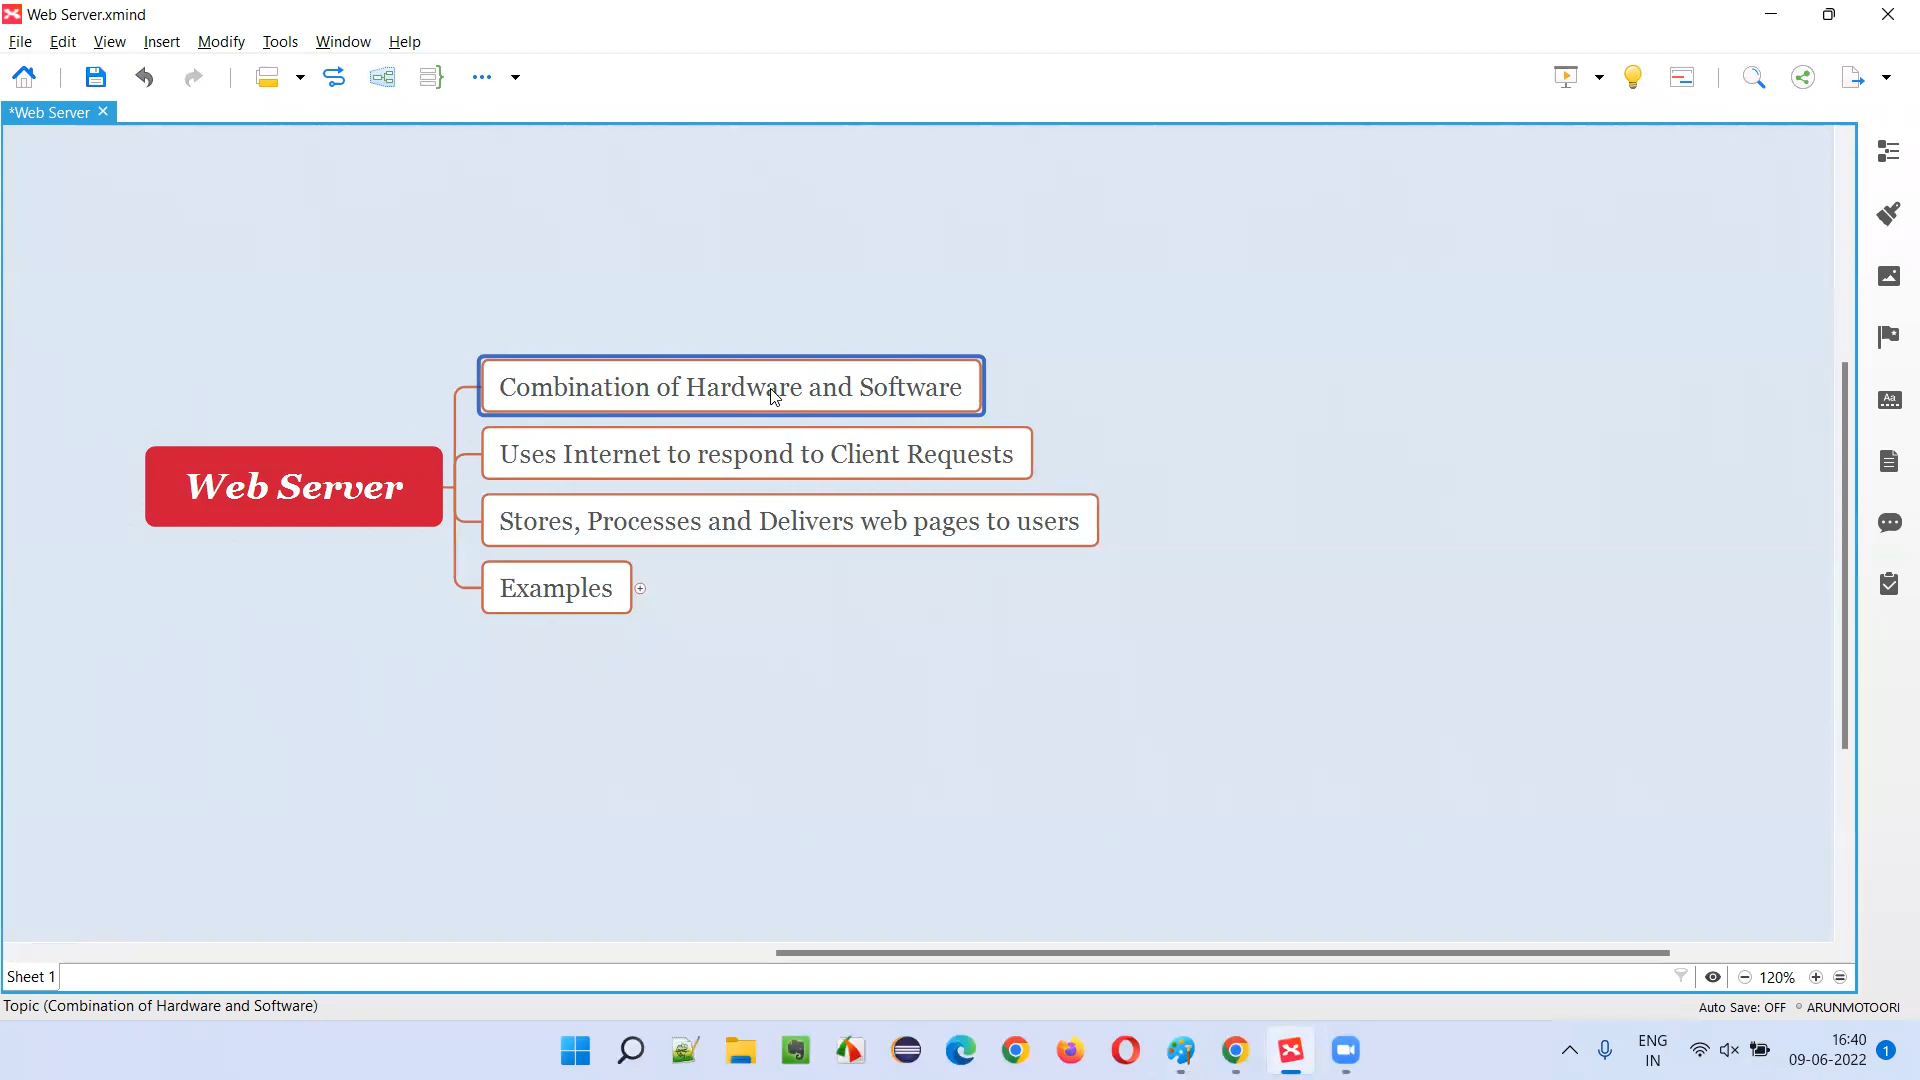 Web Server.xmind
File Edit View Insert Modify Tools Window Help
*Web Server
Combination of Hardware and Software
Uses Internet to respond to Client Requests
Web Server
Stores, Processes and Delivers web pages to users
Examples
Aa
Sheet 1
120%
Topic (Combination of Hardware and Software)
Auto Save: OFF
ARUNMOTOORI
ENG
IN
16:40
09-06-2022
1